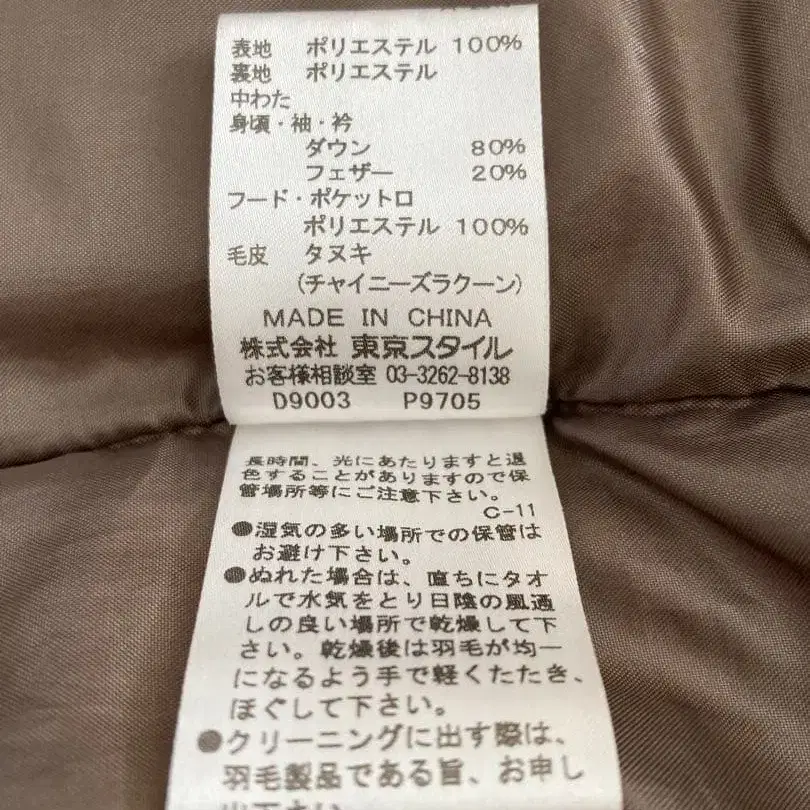 表地 ポリエステル 100%
裏地 ポリエステル
中わた
身頃・袖・衿
ダウン 80%
フェザー 20%
フード・ポケット口
ポリエステル 100%
毛皮 タヌキ
(チャイニーズラクーン)
MADE IN CHINA
株式会社 東京スタイル
お客様相談室 03-3262-8138
D9003 P9705
長時間、光にあたりますと退
色することがありますので保
管場所等にご注意下さい。
C-11
●湿気の多い場所での保管は
お避け下さい。
●ぬれた場合は、直ちにタオ
ルで水気をとり日陰の風通
しの良い場所で乾燥して下
さい。乾燥後は羽毛が均一
になるよう手で軽くたたき、
ほぐして下さい。
●クリーニングに出す際は、
羽毛製品である旨、お申し
出下さい。